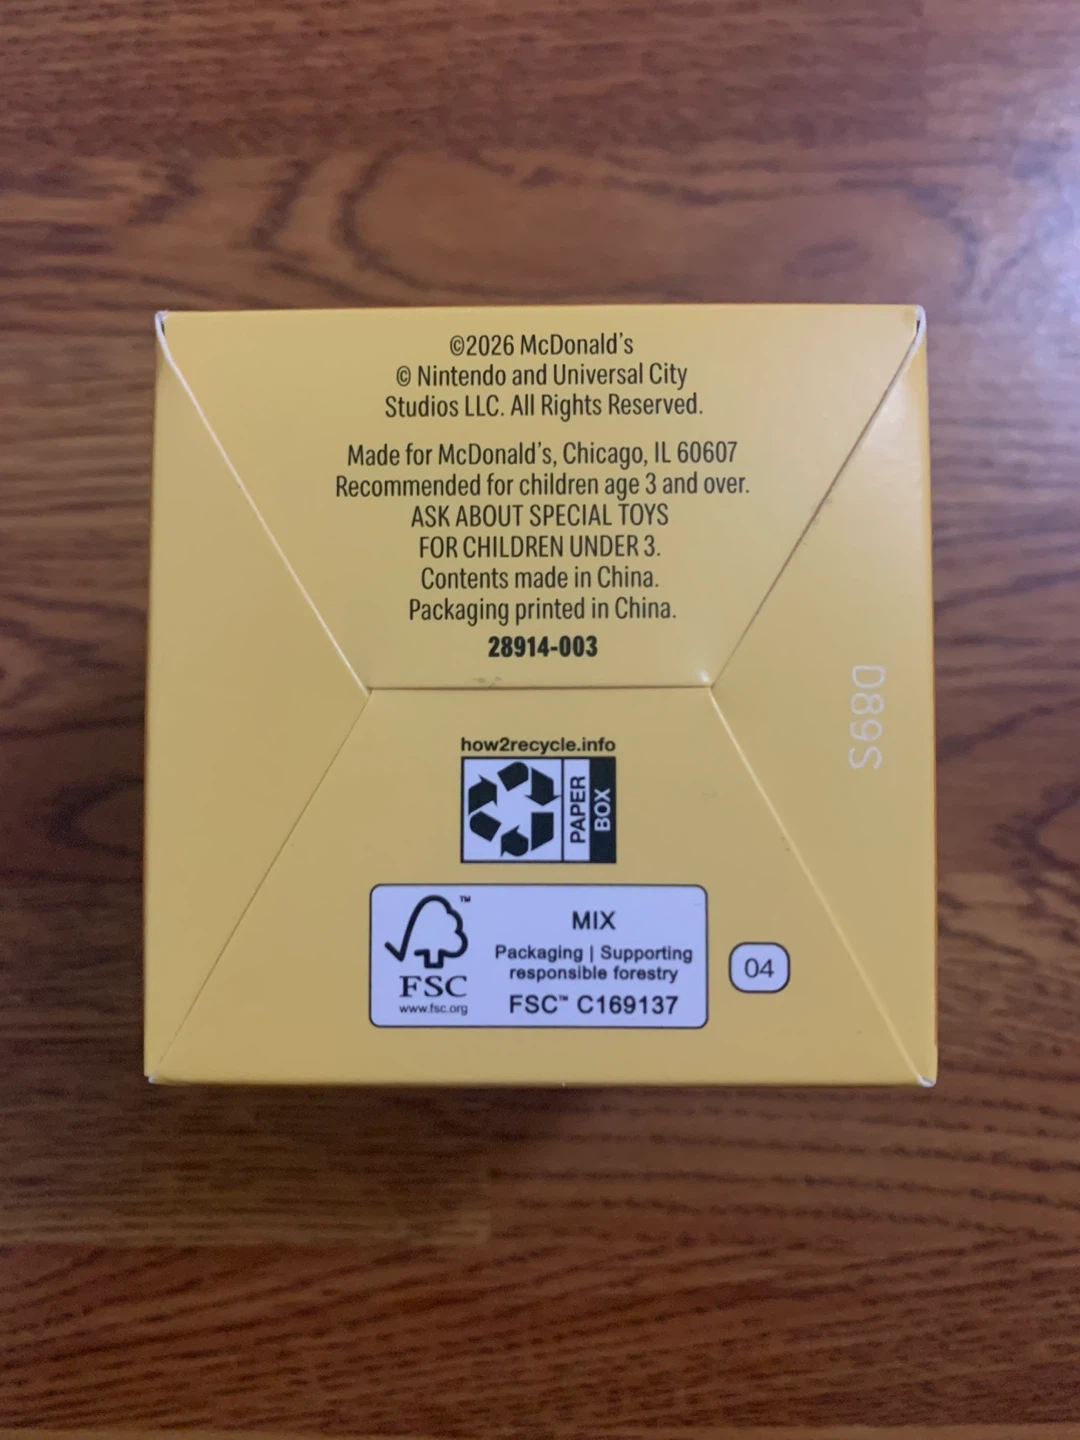 ©2026 McDonald's
© Nintendo and Universal City
Studios LLC. All Rights Reserved.
Made for McDonald's, Chicago, IL 60607
Recommended for children age 3 and over.
ASK ABOUT SPECIAL TOYS
FOR CHILDREN UNDER 3.
Contents made in China.
Packaging printed in China.
28914-003
D89S
how2recycle.info
PAPER
BOX
FSC
™
www.fsc.org
MIX
Packaging | Supporting
responsible forestry
FSC™ C169137
04